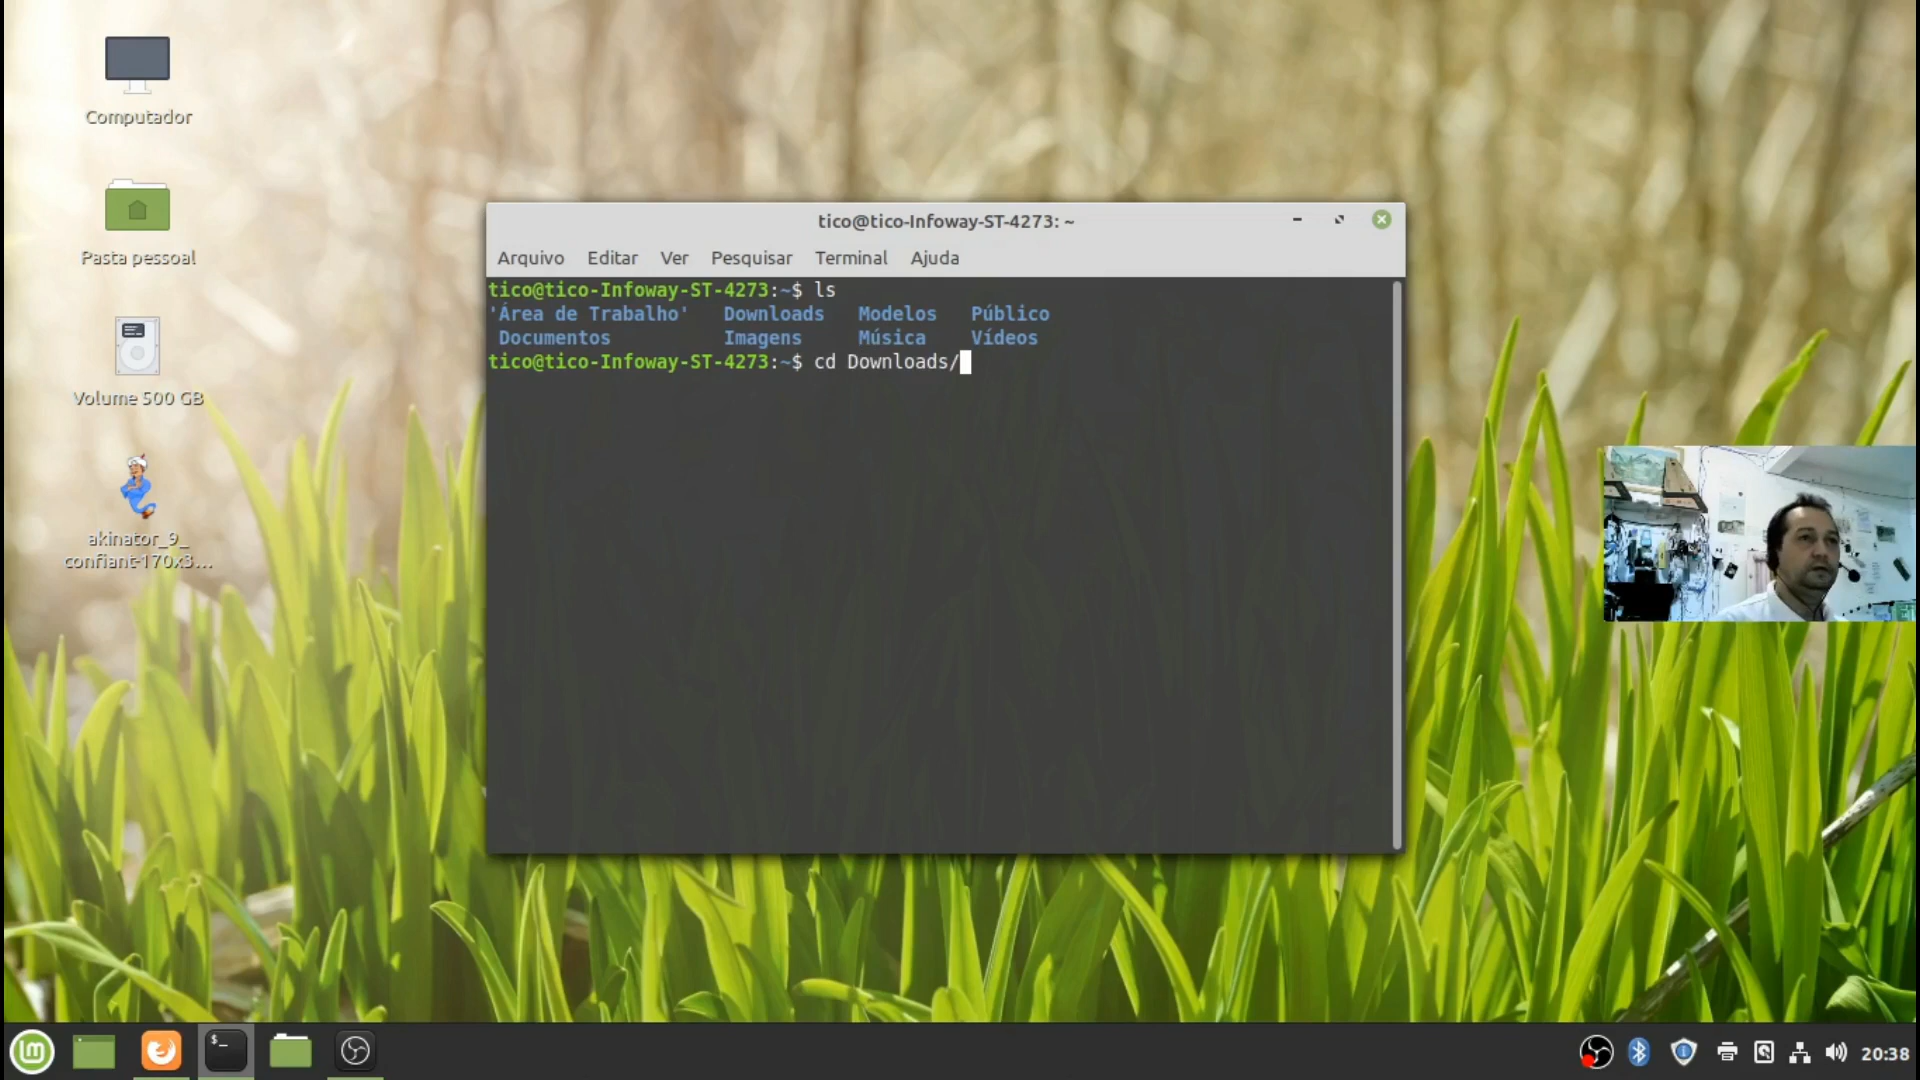 Computador
Pasta pessoal
Volume 500 GB
akinator_9_
confiant-170x3...
tico@tico-Infoway-ST-4273: ~
Arquivo Editar Ver Pesquisar Terminal Ajuda
tico@tico-Infoway-ST-4273:~$ ls
'Área de Trabalho' Downloads Modelos Público
Documentos Imagens Música Vídeos
tico@tico-Infoway-ST-4273:~$ cd Downloads/
$_
20:38